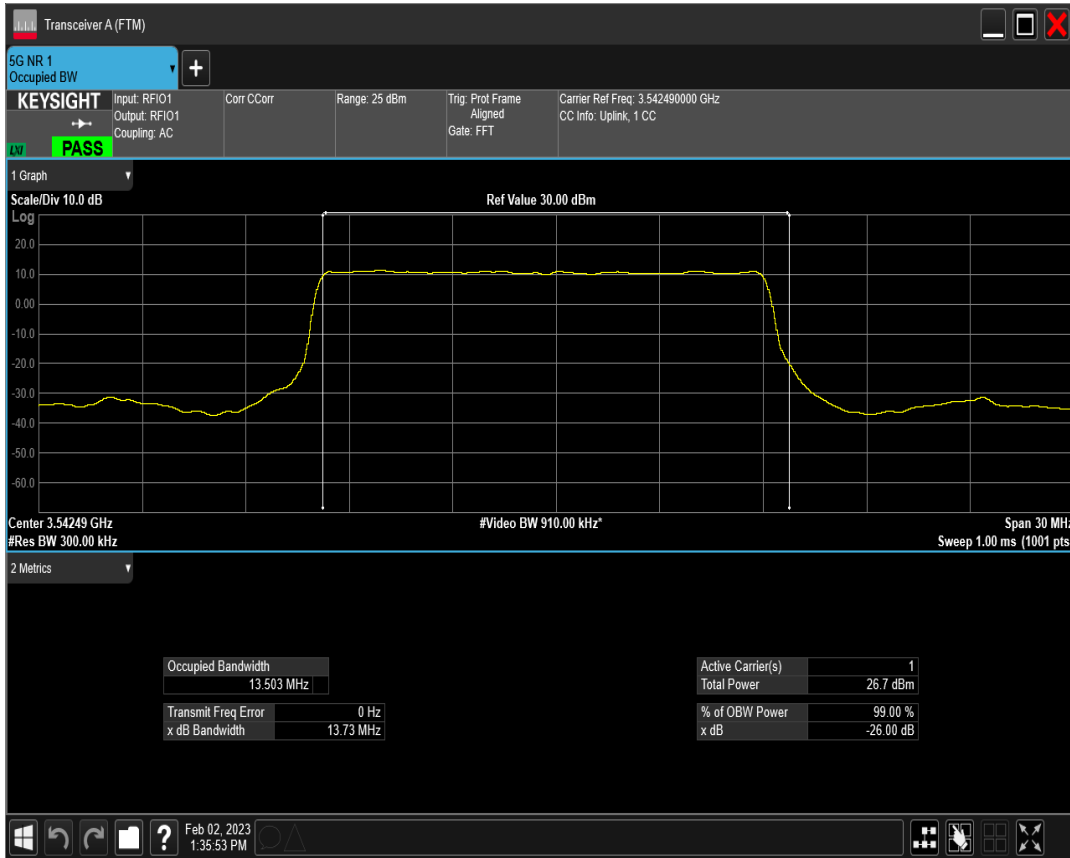 Transceiver A (FTM)
5G NR 1
Occupied BW
+
KEYSIGHT
LXI
PASS
Input: RFIO1
Output: RFIO1
Coupling: AC
Corr CCorr
Range: 25 dBm
Trig: Prot Frame
Aligned
Gate: FFT
Carrier Ref Freq: 3.542490000 GHz
CC Info: Uplink, 1 CC
1 Graph
Scale/Div 10.0 dB
Ref Value 30.00 dBm
Log
20.0
10.0
0.00
-10.0
-20.0
-30.0
-40.0
-50.0
-60.0
Center 3.54249 GHz
#Video BW 910.00 kHz*
Span 30 MHz
#Res BW 300.00 kHz
Sweep 1.00 ms (1001 pts
2 Metrics
Occupied Bandwidth
13.503 MHz
Transmit Freq Error 0 Hz
x dB Bandwidth 13.73 MHz
Active Carrier(s) 1
Total Power 26.7 dBm
% of OBW Power 99.00 %
x dB -26.00 dB
?
Feb 02, 2023
1:35:53 PM